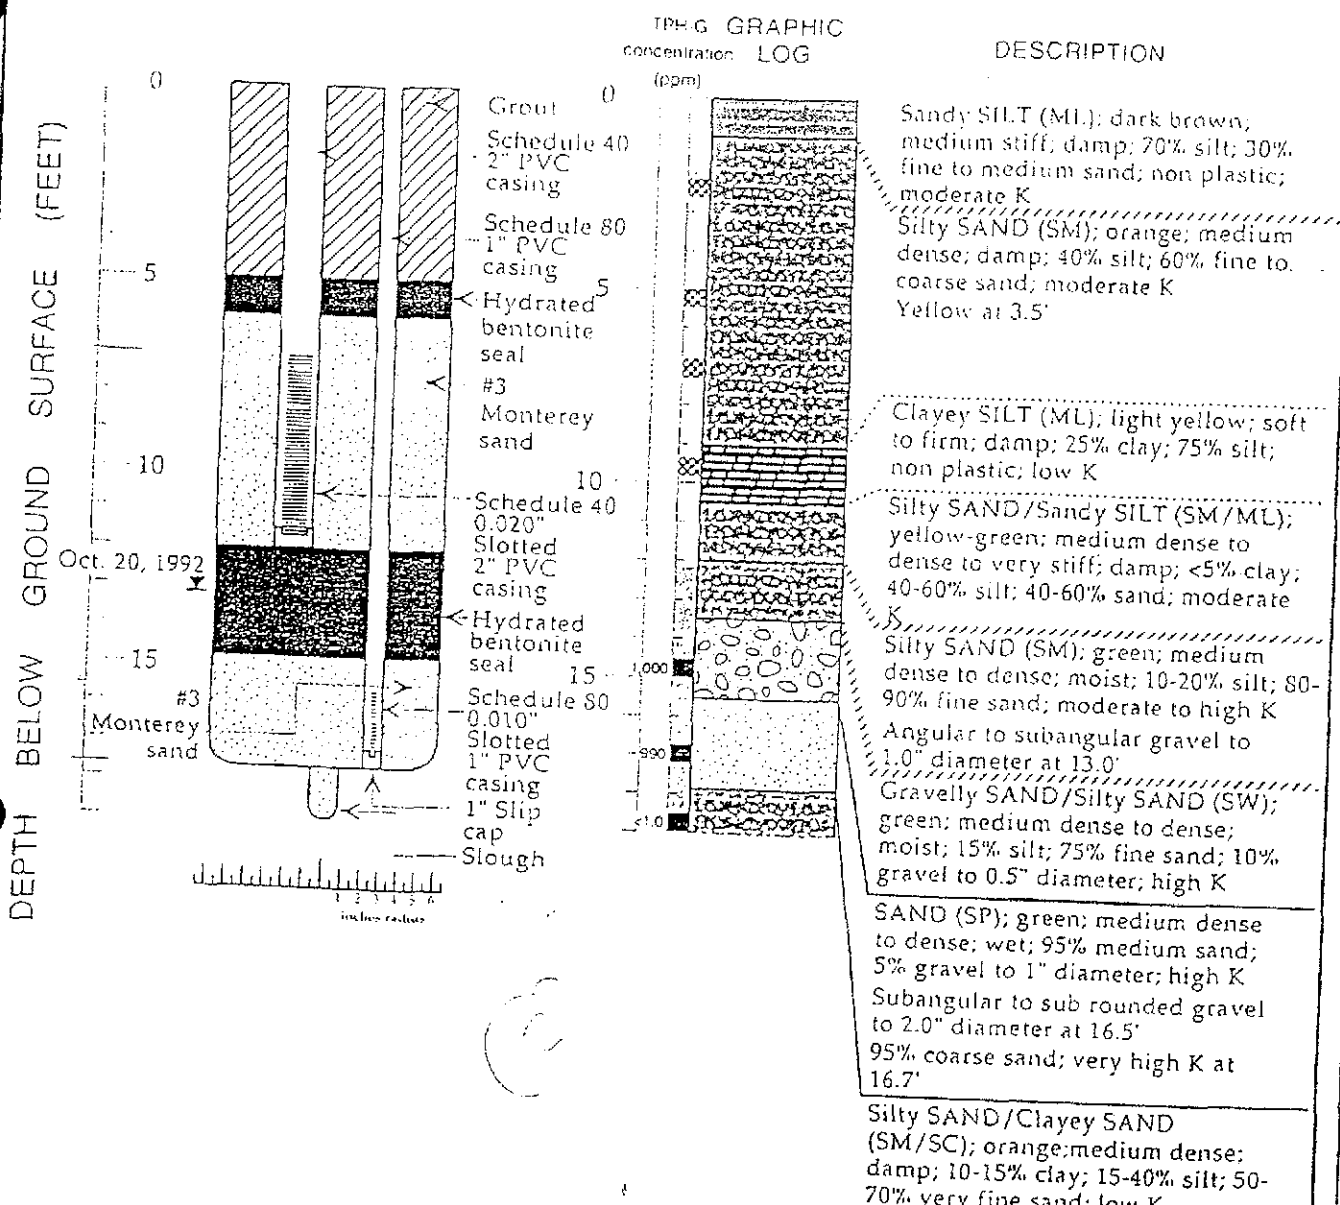 DEPTH BELOW GROUND SURFACE (FEET)
0
5
10
Oct. 20, 1992
15
#3
Monterey
sand
Grout
Schedule 40
2" PVC
casing
Schedule 80
1" PVC
casing
Hydrated
bentonite
seal
#3
Monterey
sand
Schedule 40
0.020"
Slotted
2" PVC
casing
Hydrated
bentonite
seal
Schedule 80
0.010"
Slotted
1" PVC
casing
1" Slip
cap
Slough
1 2 3 4 5 6
inches radius
TPH-G
concentration
(ppm)
GRAPHIC
LOG
0
5
10
15
1,000
990
<1.0
DESCRIPTION
Sandy SILT (ML); dark brown;
medium stiff; damp; 70% silt; 30%
fine to medium sand; non plastic;
moderate K
Silty SAND (SM); orange; medium
dense; damp; 40% silt; 60% fine to
coarse sand; moderate K
Yellow at 3.5'
Clayey SILT (ML); light yellow; soft
to firm; damp; 25% clay; 75% silt;
non plastic; low K
Silty SAND/Sandy SILT (SM/ML);
yellow-green; medium dense to
dense to very stiff; damp; <5% clay;
40-60% silt; 40-60% sand; moderate
K
Silty SAND (SM); green; medium
dense to dense; moist; 10-20% silt; 80-
90% fine sand; moderate to high K
Angular to subangular gravel to
1.0" diameter at 13.0'
Gravelly SAND/Silty SAND (SW);
green; medium dense to dense;
moist; 15% silt; 75% fine sand; 10%
gravel to 0.5" diameter; high K
SAND (SP); green; medium dense
to dense; wet; 95% medium sand;
5% gravel to 1" diameter; high K
Subangular to sub rounded gravel
to 2.0" diameter at 16.5'
95% coarse sand; very high K at
16.7'
Silty SAND/Clayey SAND
(SM/SC); orange;medium dense;
damp; 10-15% clay; 15-40% silt; 50-
70% very fine sand; low K